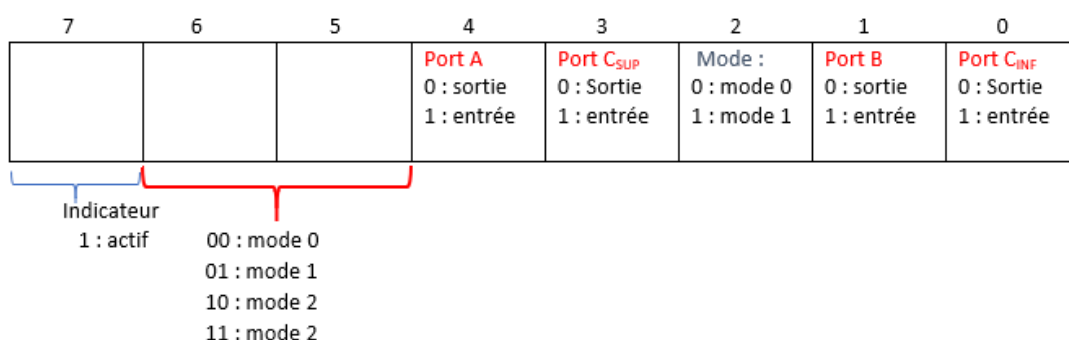 7 6 5 4 3 2 1 0
Port A Port C_SUP Mode : Port B Port C_INF
0 : sortie 0 : Sortie 0 : mode 0 0 : sortie 0 : Sortie
1 : entrée 1 : entrée 1 : mode 1 1 : entrée 1 : entrée
Indicateur
1 : actif 00 : mode 0
01 : mode 1
10 : mode 2
11 : mode 2